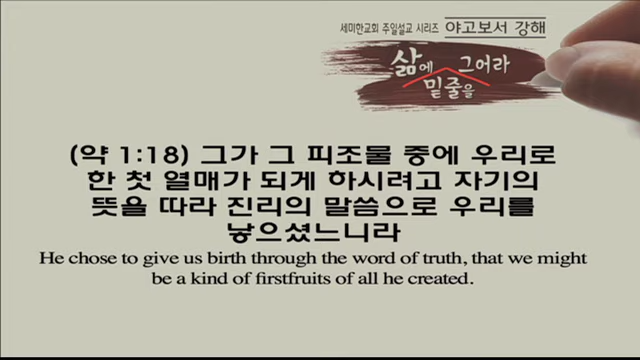 세미한교회 주일설교 시리즈 야고보서 강해
삶에 그어라
밑줄을
(약 1:18) 그가 그 피조물 중에 우리로
한 첫 열매가 되게 하시려고 자기의
뜻을 따라 진리의 말씀으로 우리를
낳으셨느니라
He chose to give us birth through the word of truth, that we might
be a kind of firstfruits of all he created.